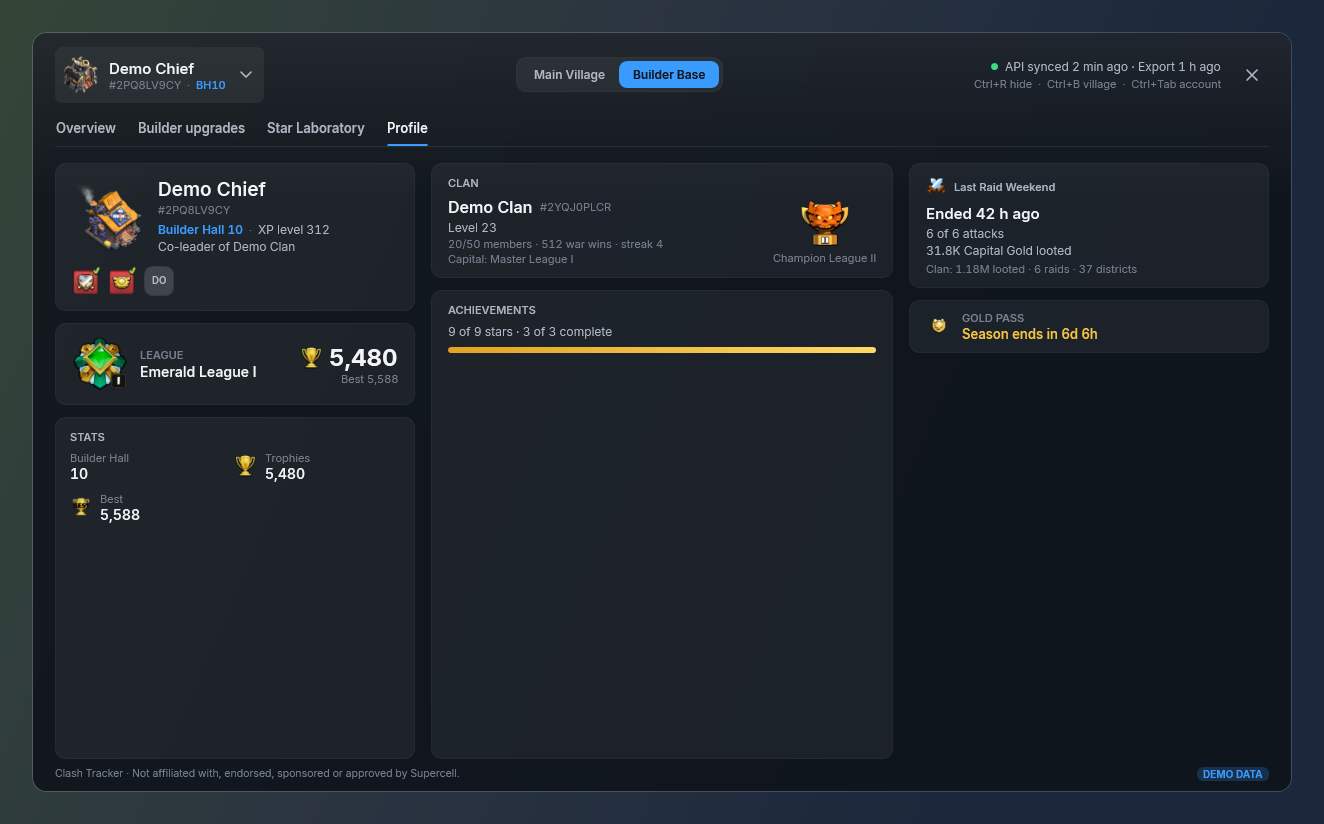 Demo Chief
#2PQ8LV9CY · BH10
Main Village
Builder Base
API synced 2 min ago · Export 1 h ago
Ctrl+R hide · Ctrl+B village · Ctrl+Tab account
Overview
Builder upgrades
Star Laboratory
Profile
Demo Chief
#2PQ8LV9CY
Builder Hall 10 · XP level 312
Co-leader of Demo Clan
DO
LEAGUE
Emerald League I
I
5,480
Best 5,588
STATS
Builder Hall
10
Trophies
5,480
Best
5,588
CLAN
Demo Clan #2YQJ0PLCR
Level 23
20/50 members · 512 war wins · streak 4
Capital: Master League I
II
Champion League II
ACHIEVEMENTS
9 of 9 stars · 3 of 3 complete
Last Raid Weekend
Ended 42 h ago
6 of 6 attacks
31.8K Capital Gold looted
Clan: 1.18M looted · 6 raids · 37 districts
GOLD PASS
Season ends in 6d 6h
Clash Tracker · Not affiliated with, endorsed, sponsored or approved by Supercell.
DEMO DATA